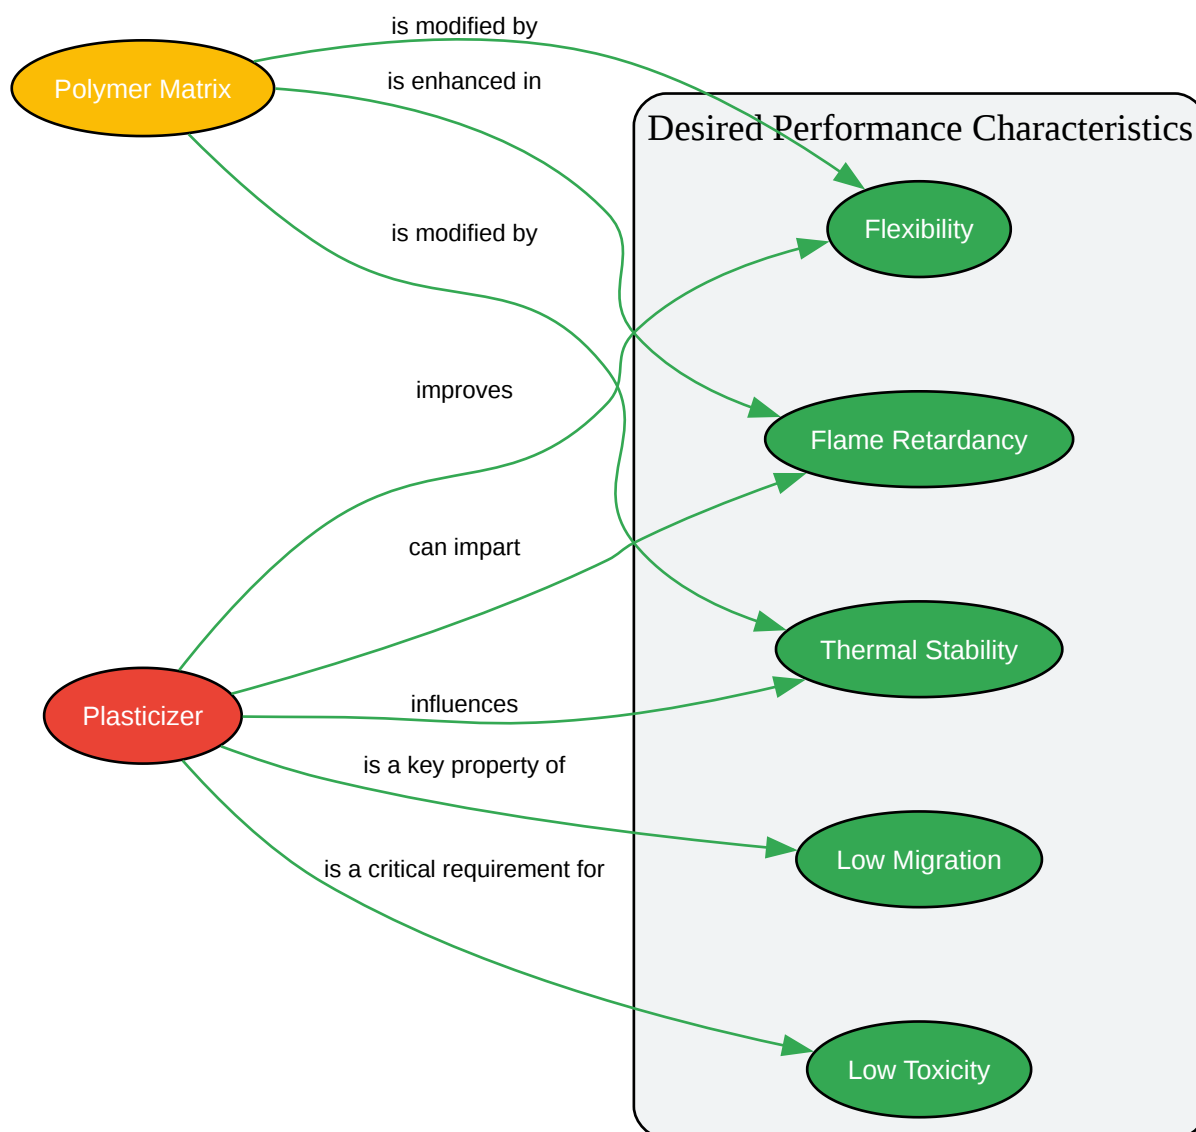 is modified by
Polymer Matrix
is enhanced in
Desired Performance Characteristics
Flexibility
is modified by
improves
Flame Retardancy
can impart
Thermal Stability
influences
Plasticizer
is a key property of
Low Migration
is a critical requirement for
Low Toxicity